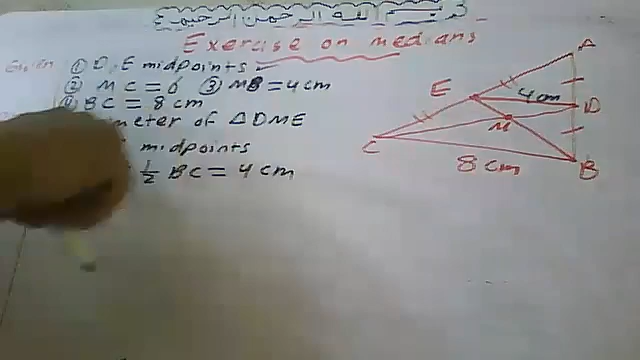 بسم الله الرحمن الرحيم
Exercise on medians
Given ① D, E midpoints
② MC = 6 ③ MB = 4 cm
④ BC = 8 cm
meter of △DME
midpoints
½ BC = 4 cm
A
E
4 cm
D
M
C
8 cm
B